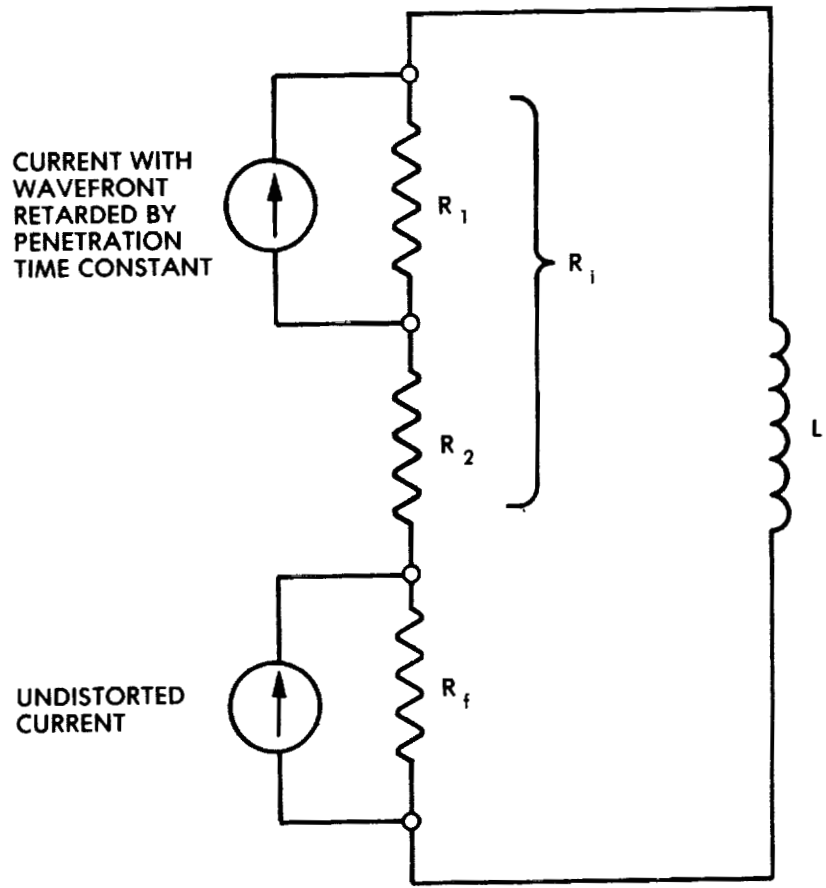 CURRENT WITH
WAVEFRONT
RETARDED BY
PENETRATION
TIME CONSTANT
R1
Ri
R2
L
UNDISTORTED
CURRENT
Rf